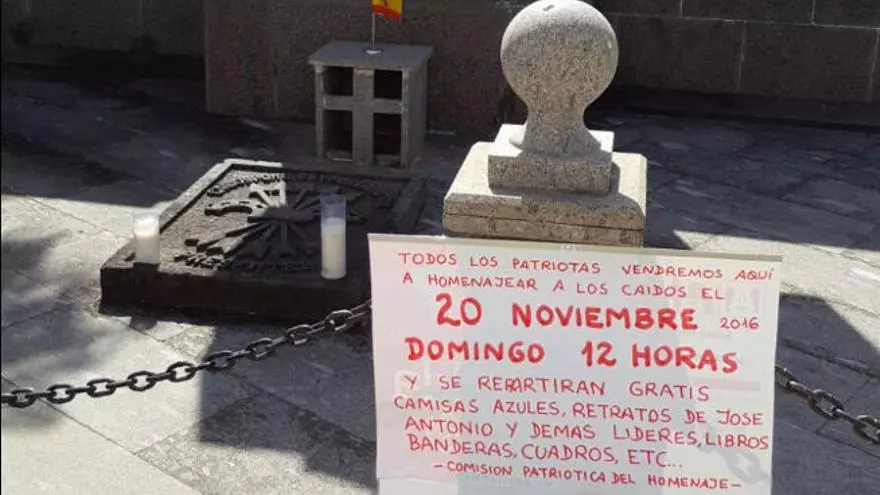 TODOS LOS PATRIOTAS VENDREMOS AQUÍ
A HOMENAJEAR A LOS CAIDOS EL
20 NOVIEMBRE 2016
DOMINGO 12 HORAS
Y SE REPARTIRAN GRATIS
CAMISAS AZULES, RETRATOS DE JOSE
ANTONIO Y DEMAS LIDERES, LIBROS
BANDERAS, CUADROS, ETC...
- COMISION PATRIOTICA DEL HOMENAJE -